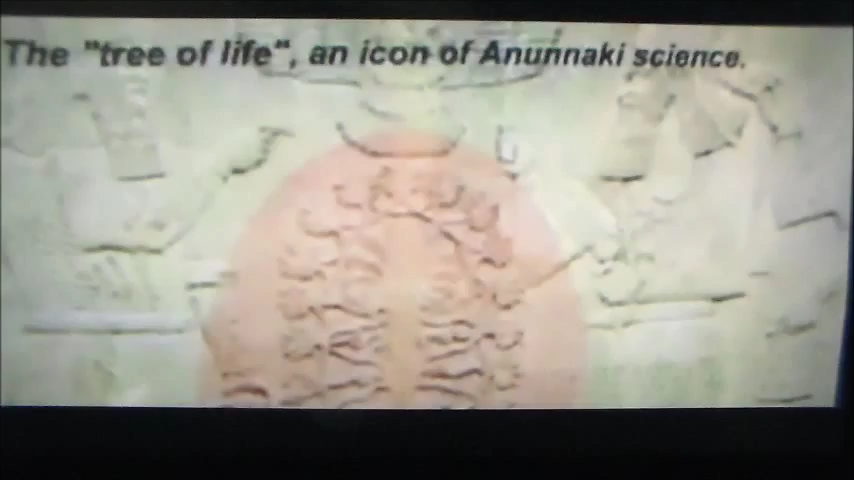 The "tree of life", an icon of Anunnaki science.